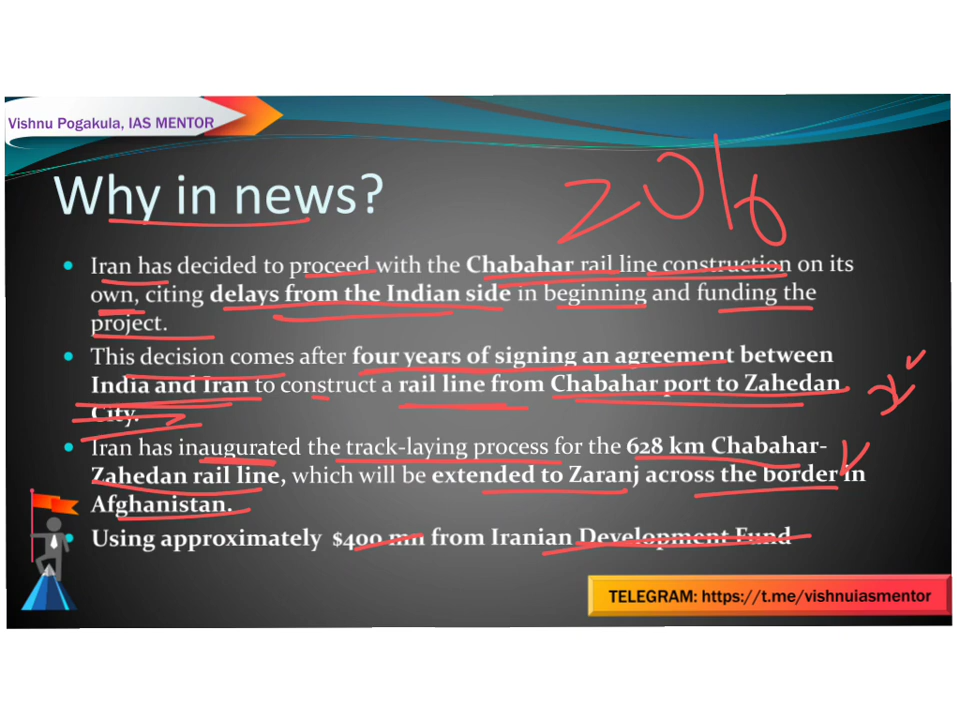 Vishnu Pogakula, IAS MENTOR
Why in news?
2016
• Iran has decided to proceed with the Chabahar rail line construction on its
own, citing delays from the Indian side in beginning and funding the
project.
• This decision comes after four years of signing an agreement between
India and Iran to construct a rail line from Chabahar port to Zahedan
City.
• Iran has inaugurated the track-laying process for the 628 km Chabahar-
Zahedan rail line, which will be extended to Zaranj across the border in
Afghanistan.
• Using approximately $400 mn from Iranian Development Fund
TELEGRAM: https://t.me/vishnuiasmentor